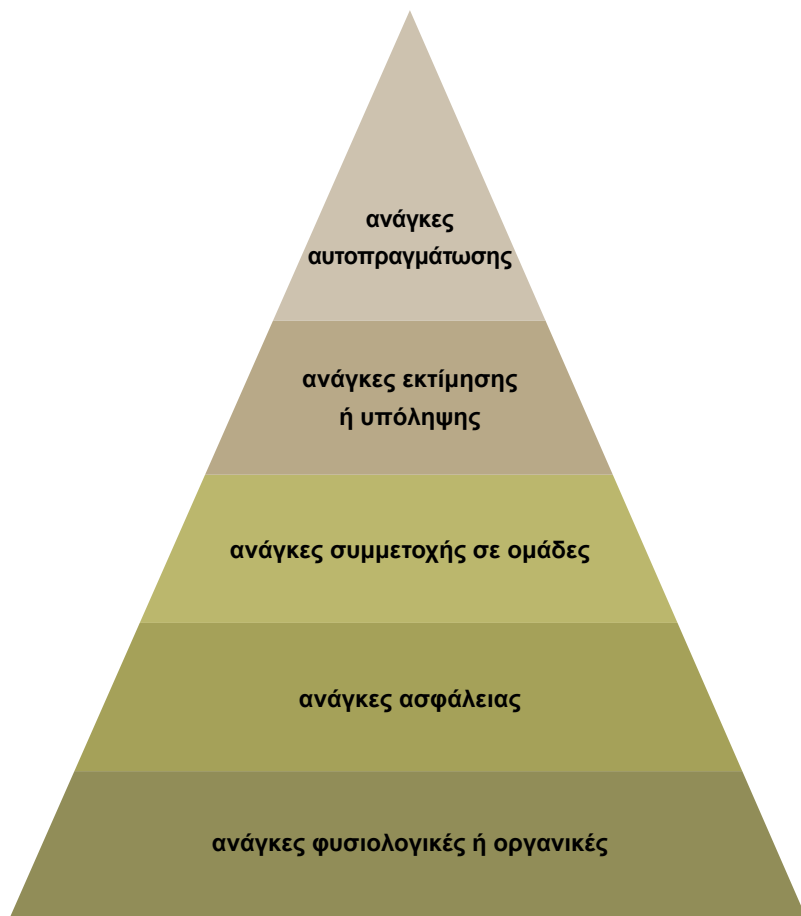 ανάγκες
αυτοπραγμάτωσης
ανάγκες εκτίμησης
ή υπόληψης
ανάγκες συμμετοχής σε ομάδες
ανάγκες ασφάλειας
ανάγκες φυσιολογικές ή οργανικές